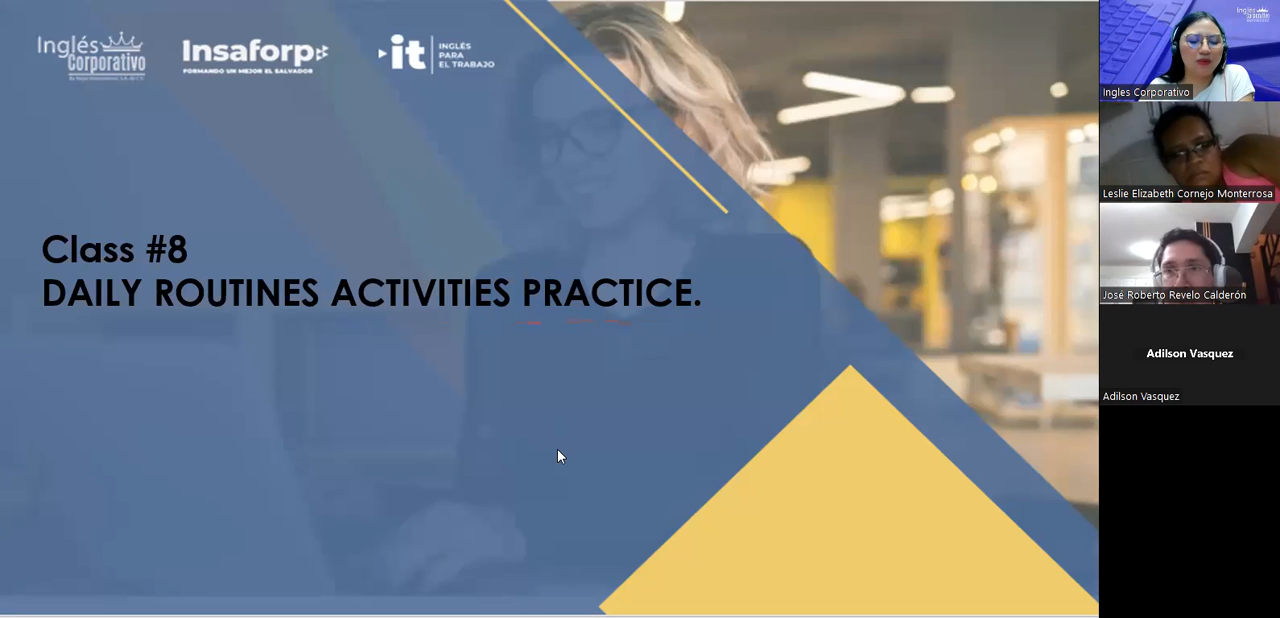 Inglés
Corporativo
Insaforp
FORMANDO UN MEJOR EL SALVADOR
it
INGLÉS
PARA
EL TRABAJO
Class #8
DAILY ROUTINES ACTIVITIES PRACTICE.
Ingles Corporativo
Leslie Elizabeth Cornejo Monterrosa
José Roberto Revelo Calderón
Adilson Vasquez
Adilson Vasquez